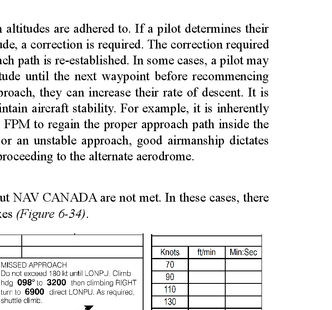 altitudes are adhered to. If a pilot determines their
de, a correction is required. The correction required
ch path is re-established. In some cases, a pilot may
tude until the next waypoint before recommencing
proach, they can increase their rate of descent. It is
ntain aircraft stability. For example, it is inherently
FPM to regain the proper approach path inside the
or an unstable approach, good airmanship dictates
proceeding to the alternate aerodrome.
ut NAV CANADA are not met. In these cases, there
es (Figure 6-34).
MISSED APPROACH
Do not exceed 180 kt until LONPJ. Climb
hdg 098° to 3200 then climbing RIGHT
turn to 6900 direct LONPJ. As required,
shuttle climb.
Knots ft/min Min:Sec
70
90
110
130